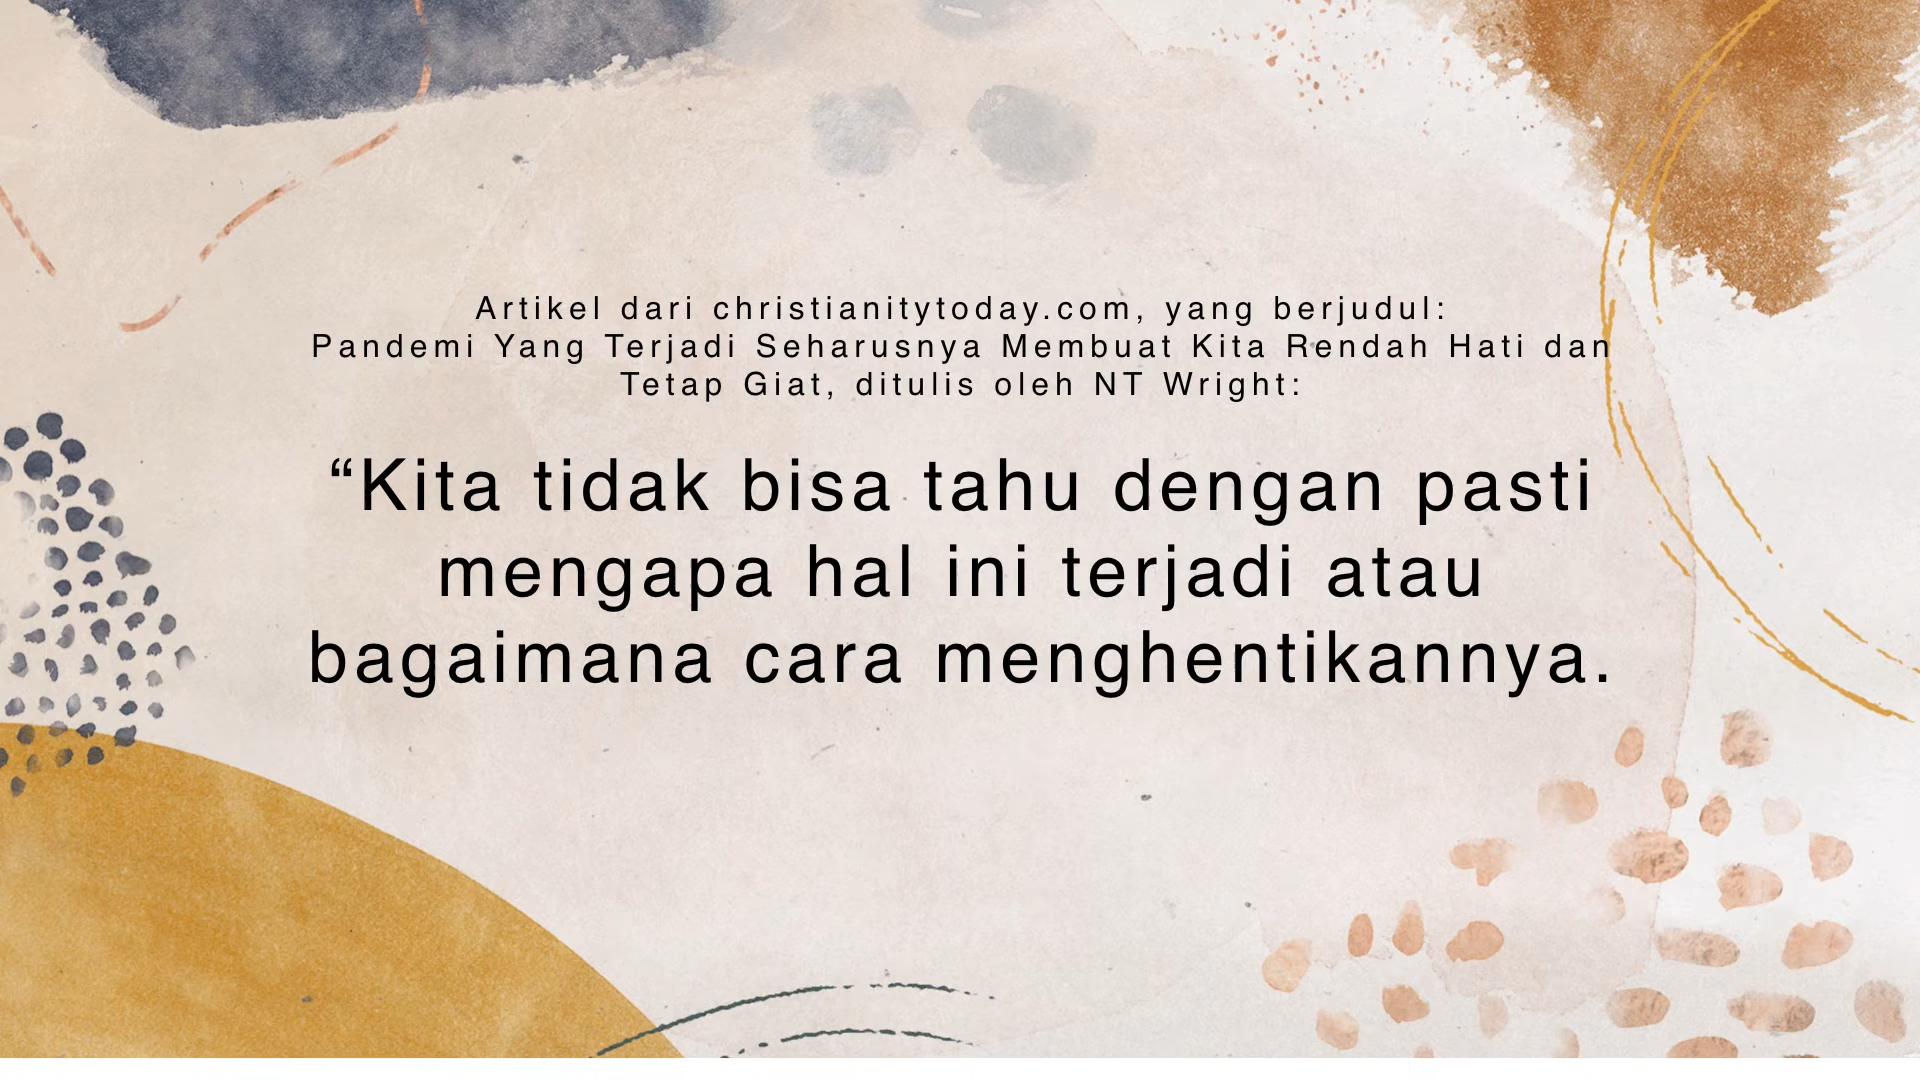 Artikel dari christianitytoday.com, yang berjudul:
Pandemi Yang Terjadi Seharusnya Membuat Kita Rendah Hati dan
Tetap Giat, ditulis oleh NT Wright:
“Kita tidak bisa tahu dengan pasti
mengapa hal ini terjadi atau
bagaimana cara menghentikannya.